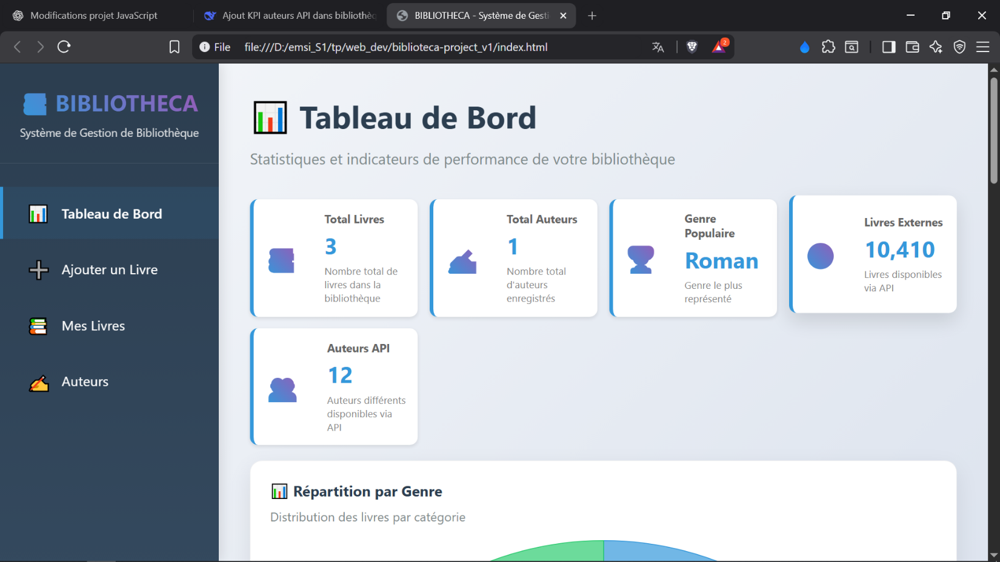 Modifications projet JavaScript
Ajout KPI auteurs API dans bibliothèq
BIBLIOTHECA - Système de Gesti
File
file:///D:/emsi_S1/tp/web_dev/biblioteca-project_v1/index.html
2
BIBLIOTHECA
Système de Gestion de Bibliothèque
Tableau de Bord
Ajouter un Livre
Mes Livres
Auteurs
Tableau de Bord
Statistiques et indicateurs de performance de votre bibliothèque
Total Livres
3
Nombre total de
livres dans la
bibliothèque
Total Auteurs
1
Nombre total
d'auteurs
enregistrés
Genre
Populaire
Roman
Genre le plus
représenté
Livres Externes
10,410
Livres disponibles
via API
Auteurs API
12
Auteurs différents
disponibles via
API
Répartition par Genre
Distribution des livres par catégorie